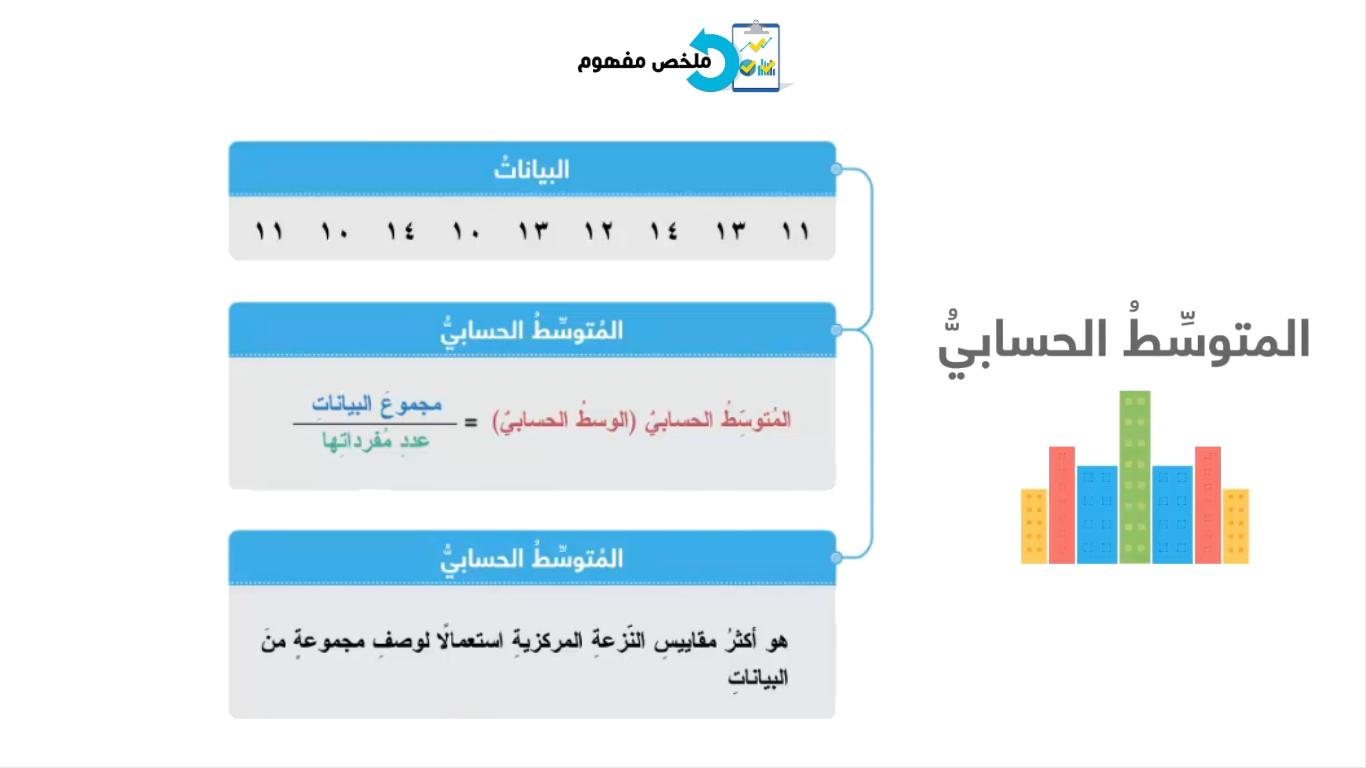 ملخص مفهوم
البياناتُ
١١ ١٣ ١٤ ١٢ ١٣ ١٠ ١٤ ١٠ ١١
المُتوسِّطُ الحسابيُّ
المُتوسِّطُ الحسابيُّ (الوسطُ الحسابيُّ) = مجموعَ البياناتِ
عددِ مُفرداتِها
المُتوسِّطُ الحسابيُّ
هو أكثرُ مقاييسِ النّزعةِ المركزيةِ استعمالًا لوصفِ مجموعةٍ منَ
البياناتِ
المتوسِّطُ الحسابيُّ